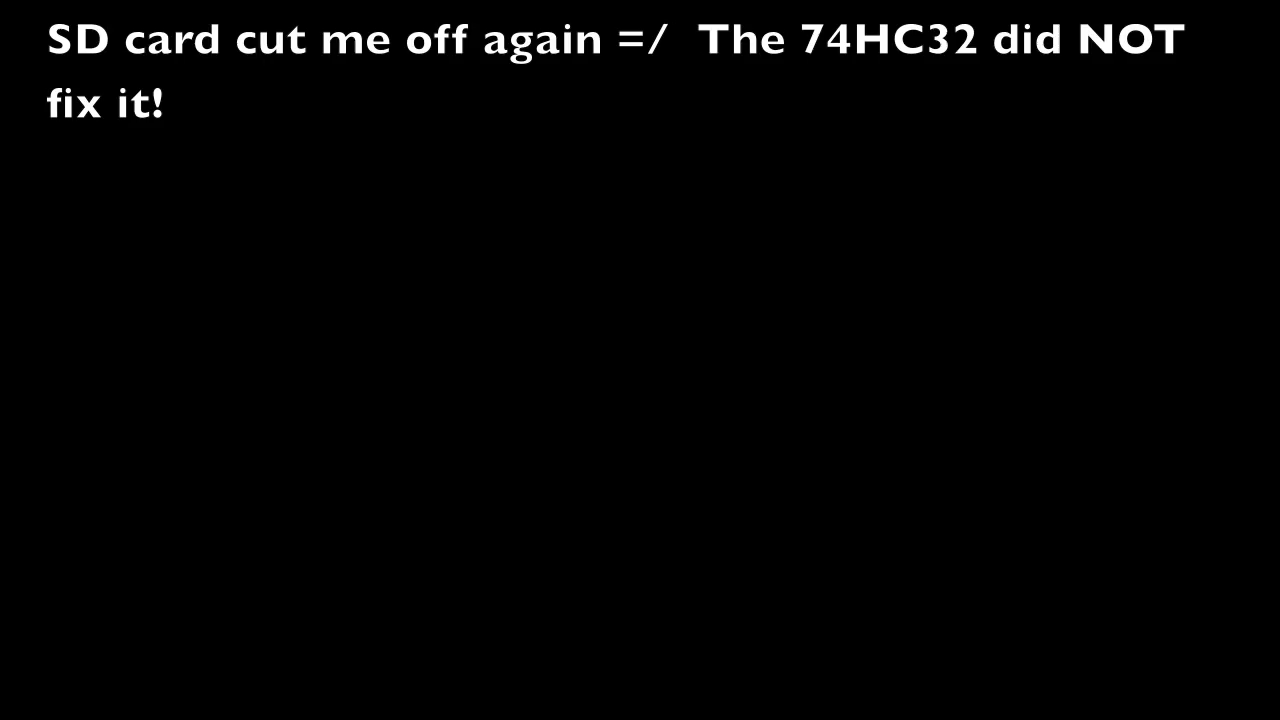 SD card cut me off again =/  The 74HC32 did NOT
fix it!